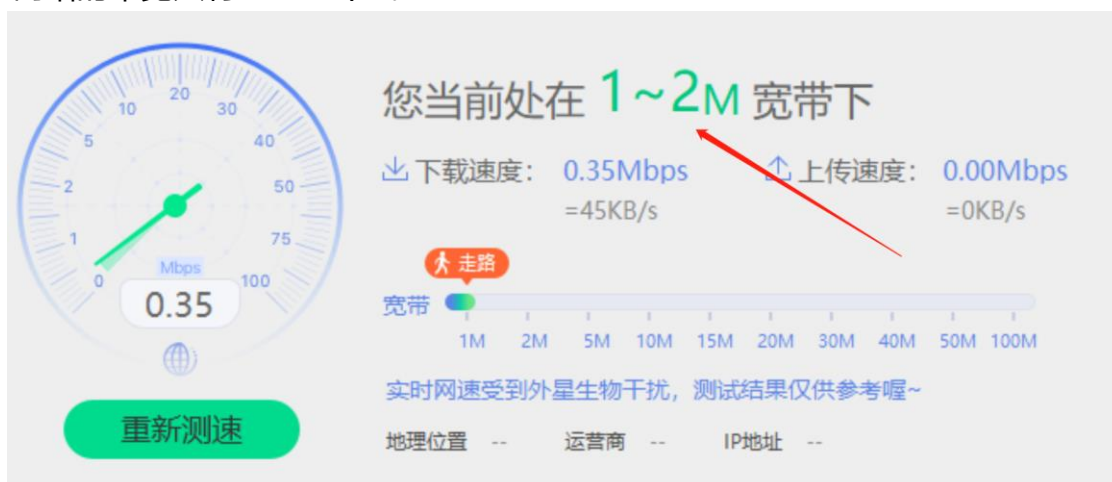 您当前处在 1~2M 宽带下
下载速度： 0.35Mbps
=45KB/s
上传速度： 0.00Mbps
=0KB/s
0
1
2
5
10
20
30
40
50
75
100
Mbps
0.35
重新测速
走路
宽带
1M 2M 5M 10M 15M 20M 30M 40M 50M 100M
实时网速受到外星生物干扰，测试结果仅供参考喔~
地理位置 -- 运营商 -- IP地址 --